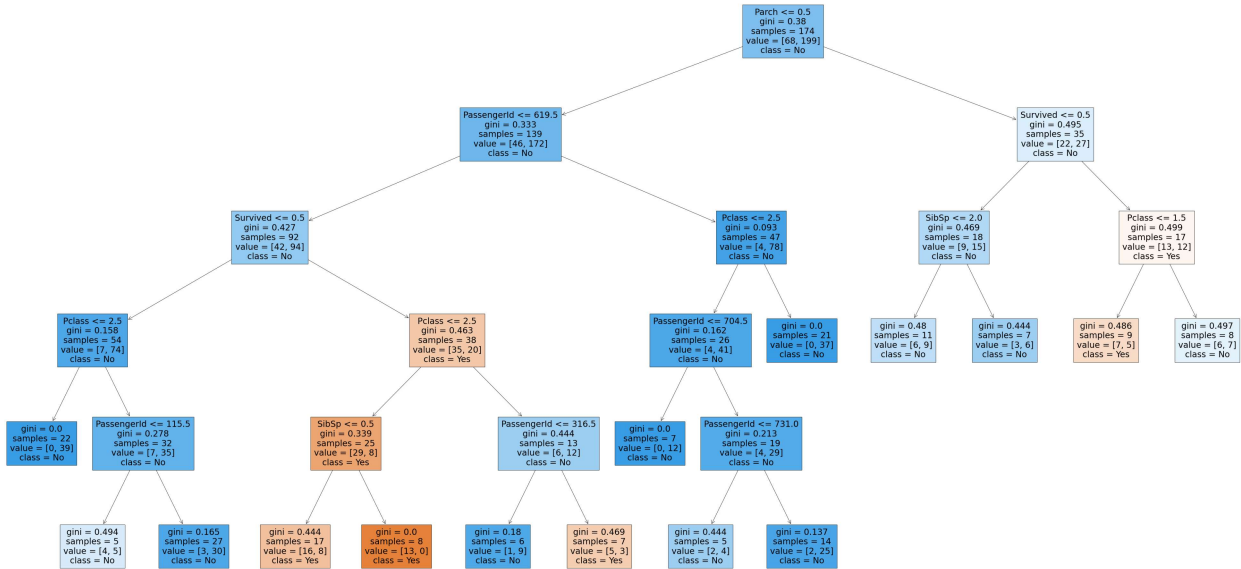 Parch <= 0.5
gini = 0.38
samples = 174
value = [68, 199]
class = No
PassengerId <= 619.5
gini = 0.333
samples = 139
value = [46, 172]
class = No
Survived <= 0.5
gini = 0.495
samples = 35
value = [22, 27]
class = No
Survived <= 0.5
gini = 0.427
samples = 92
value = [42, 94]
class = No
Pclass <= 2.5
gini = 0.093
samples = 47
value = [4, 78]
class = No
SibSp <= 2.0
gini = 0.469
samples = 18
value = [9, 15]
class = No
Pclass <= 1.5
gini = 0.499
samples = 17
value = [13, 12]
class = Yes
Pclass <= 2.5
gini = 0.158
samples = 54
value = [7, 74]
class = No
Pclass <= 2.5
gini = 0.463
samples = 38
value = [35, 20]
class = Yes
PassengerId <= 704.5
gini = 0.162
samples = 26
value = [4, 41]
class = No
gini = 0.0
samples = 21
value = [0, 37]
class = No
gini = 0.48
samples = 11
value = [6, 9]
class = No
gini = 0.444
samples = 7
value = [3, 6]
class = No
gini = 0.486
samples = 9
value = [7, 5]
class = Yes
gini = 0.497
samples = 8
value = [6, 7]
class = No
gini = 0.0
samples = 22
value = [0, 39]
class = No
PassengerId <= 115.5
gini = 0.278
samples = 32
value = [7, 35]
class = No
SibSp <= 0.5
gini = 0.339
samples = 25
value = [29, 8]
class = Yes
PassengerId <= 316.5
gini = 0.444
samples = 13
value = [6, 12]
class = No
gini = 0.0
samples = 7
value = [0, 12]
class = No
PassengerId <= 731.0
gini = 0.213
samples = 19
value = [4, 29]
class = No
gini = 0.494
samples = 5
value = [4, 5]
class = No
gini = 0.165
samples = 27
value = [3, 30]
class = No
gini = 0.444
samples = 17
value = [16, 8]
class = Yes
gini = 0.0
samples = 8
value = [13, 0]
class = Yes
gini = 0.18
samples = 6
value = [1, 9]
class = No
gini = 0.469
samples = 7
value = [5, 3]
class = Yes
gini = 0.444
samples = 5
value = [2, 4]
class = No
gini = 0.137
samples = 14
value = [2, 25]
class = No